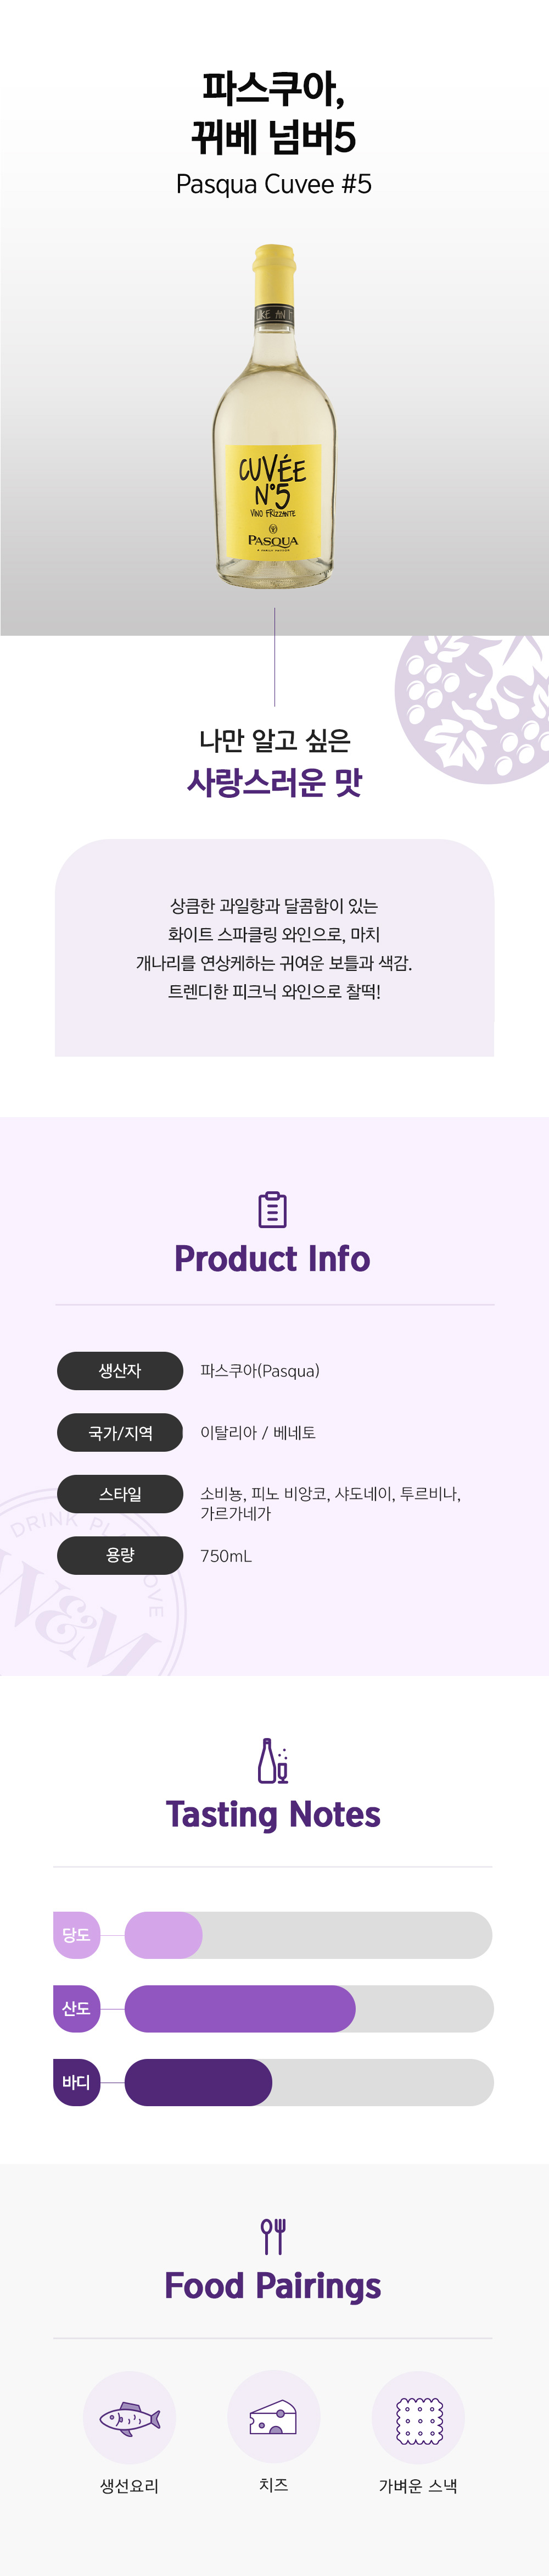 파스쿠아,
뀌베 넘버5
Pasqua Cuvee #5
LIKE AN I
CUVÉE
N°5
VINO FRIZZANTE
PASQUA
나만 알고 싶은
사랑스러운 맛
상큼한 과일향과 달콤함이 있는
화이트 스파클링 와인으로, 마치
개나리를 연상케하는 귀여운 보틀과 색감.
트렌디한 피크닉 와인으로 찰떡!
Product Info
생산자 파스쿠아(Pasqua)
국가/지역 이탈리아 / 베네토
스타일 소비뇽, 피노 비앙코, 샤도네이, 투르비나,
가르가네가
용량 750mL
DRINK PL
OVE
W&M
Tasting Notes
당도
산도
바디
Food Pairings
생선요리 치즈 가벼운 스낵